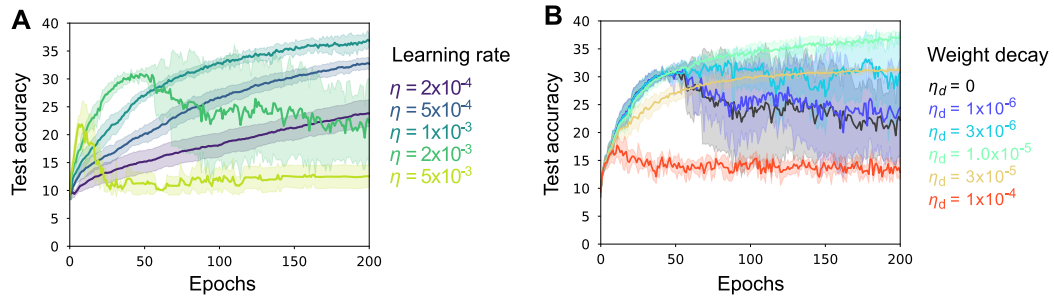 A
Test accuracy
40
35
30
25
20
15
10
5
0
0 50 100 150 200
Epochs
Learning rate
η = 2x10⁻⁴
η = 5x10⁻⁴
η = 1x10⁻³
η = 2x10⁻³
η = 5x10⁻³
B
Test accuracy
40
35
30
25
20
15
10
5
0
0 50 100 150 200
Epochs
Weight decay
η_d = 0
η_d = 1x10⁻⁶
η_d = 3x10⁻⁶
η_d = 1.0x10⁻⁵
η_d = 3x10⁻⁵
η_d = 1x10⁻⁴